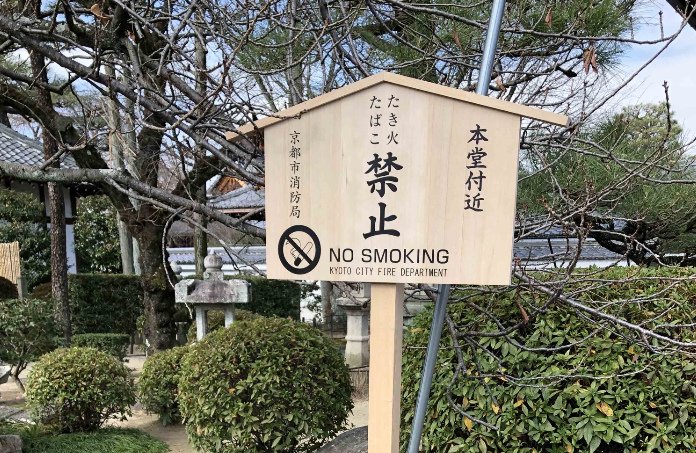 本堂付近
たき火
たばこ
禁止
京都市消防局
NO SMOKING
KYOTO CITY FIRE DEPARTMENT